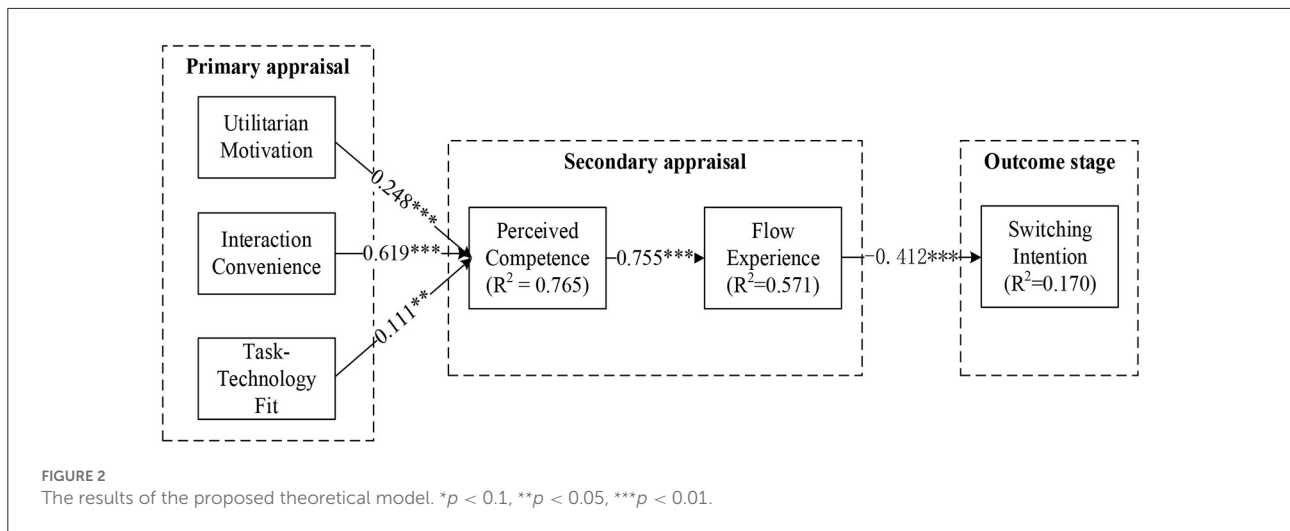 Primary appraisal
Utilitarian
Motivation
Interaction
Convenience
Task-
Technology
Fit
0.248***
0.619***
0.111**
Secondary appraisal
Perceived
Competence
(R² = 0.765)
0.755***
Flow
Experience
(R²=0.571)
-0.412***
Outcome stage
Switching
Intention
(R²=0.170)
FIGURE 2
The results of the proposed theoretical model. *p < 0.1, **p < 0.05, ***p < 0.01.